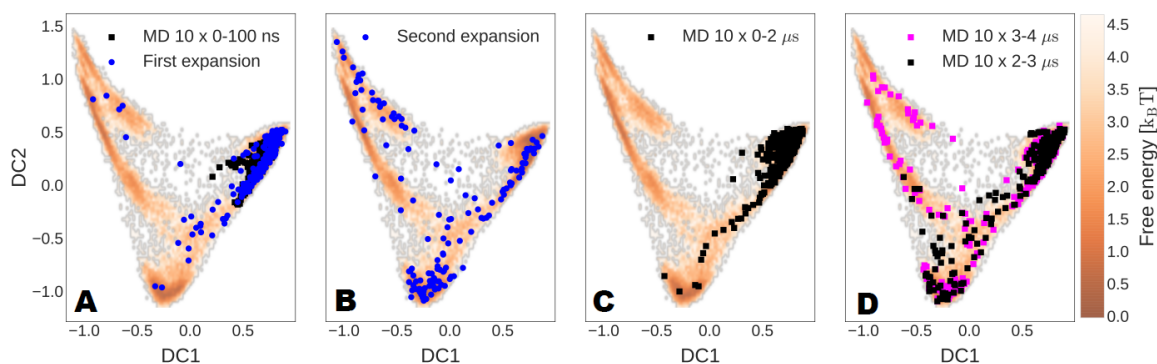 1.5
1.0
0.5
0.0
−0.5
−1.0
DC2
MD 10 x 0-100 ns
First expansion
A
−1.0 −0.5 0.0 0.5
DC1
Second expansion
B
−1.0 −0.5 0.0 0.5
DC1
MD 10 x 0-2 μs
C
−1.0 −0.5 0.0 0.5
DC1
MD 10 x 3-4 μs
MD 10 x 2-3 μs
D
−1.0 −0.5 0.0 0.5
DC1
4.5
4.0
3.5
3.0
2.5
2.0
1.5
1.0
0.5
0.0
Free energy [kBT]